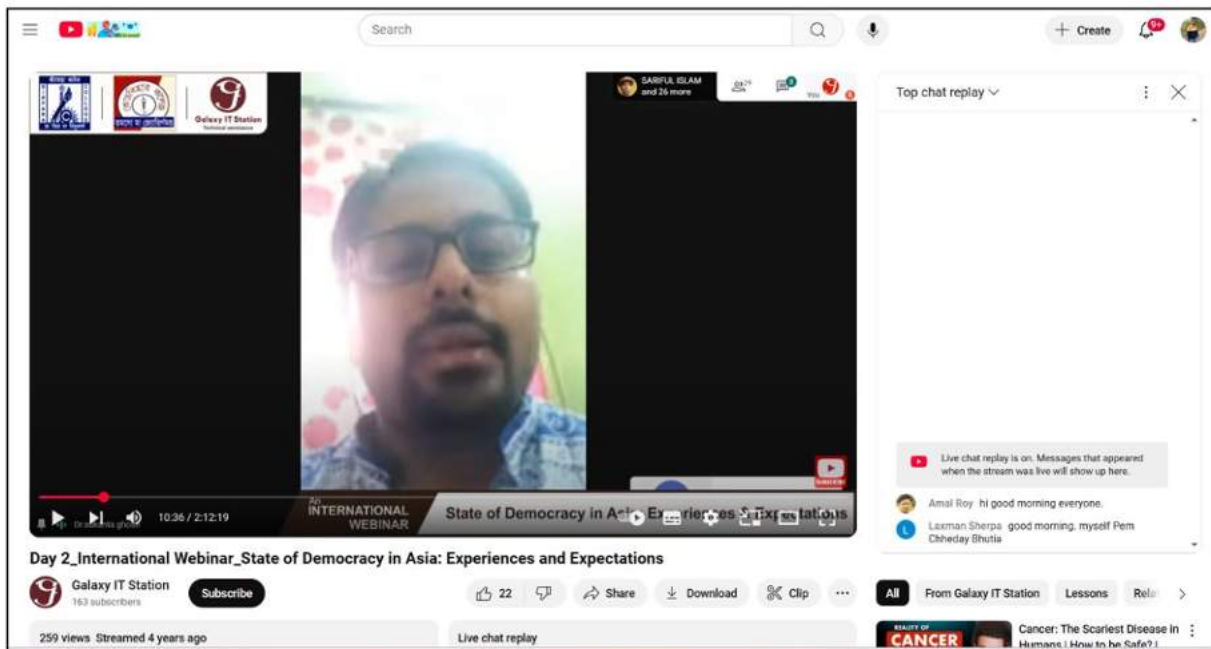 Search
Create
9+
Galaxy IT Station
SARIFUL ISLAM
and 26 more
You
Top chat replay
Live chat replay is on. Messages that appeared
when the stream was live will show up here.
Amal Roy hi good morning everyone.
Laxman Sherpa good morning, myself Pem
Chheday Bhutia
10:36 / 2:12:19
An
INTERNATIONAL
WEBINAR
State of Democracy in Asia: Experiences & Expectations
Day 2_International Webinar_State of Democracy in Asia: Experiences and Expectations
Galaxy IT Station
163 subscribers
Subscribe
22
Share
Download
Clip
All
From Galaxy IT Station
Lessons
259 views Streamed 4 years ago
Live chat replay
REALITY OF
CANCER
Cancer: The Scariest Disease in
Humans | How to be Safe? |